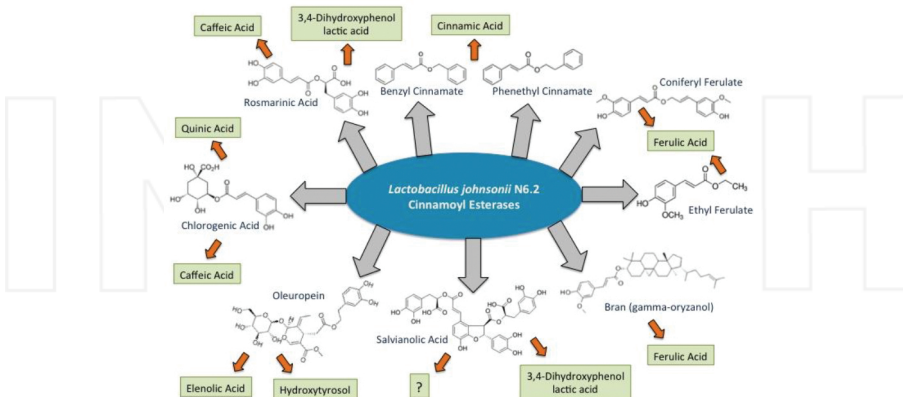 Caffeic Acid
3,4-Dihydroxyphenol
lactic acid
Cinnamic Acid
Rosmarinic Acid
Benzyl Cinnamate
Phenethyl Cinnamate
Coniferyl Ferulate
Quinic Acid
Ferulic Acid
Lactobacillus johnsonii N6.2
Cinnamoyl Esterases
Chlorogenic Acid
Ethyl Ferulate
Caffeic Acid
Oleuropein
Salvianolic Acid
Bran (gamma-oryzanol)
Ferulic Acid
Elenolic Acid
Hydroxytyrosol
?
3,4-Dihydroxyphenol
lactic acid